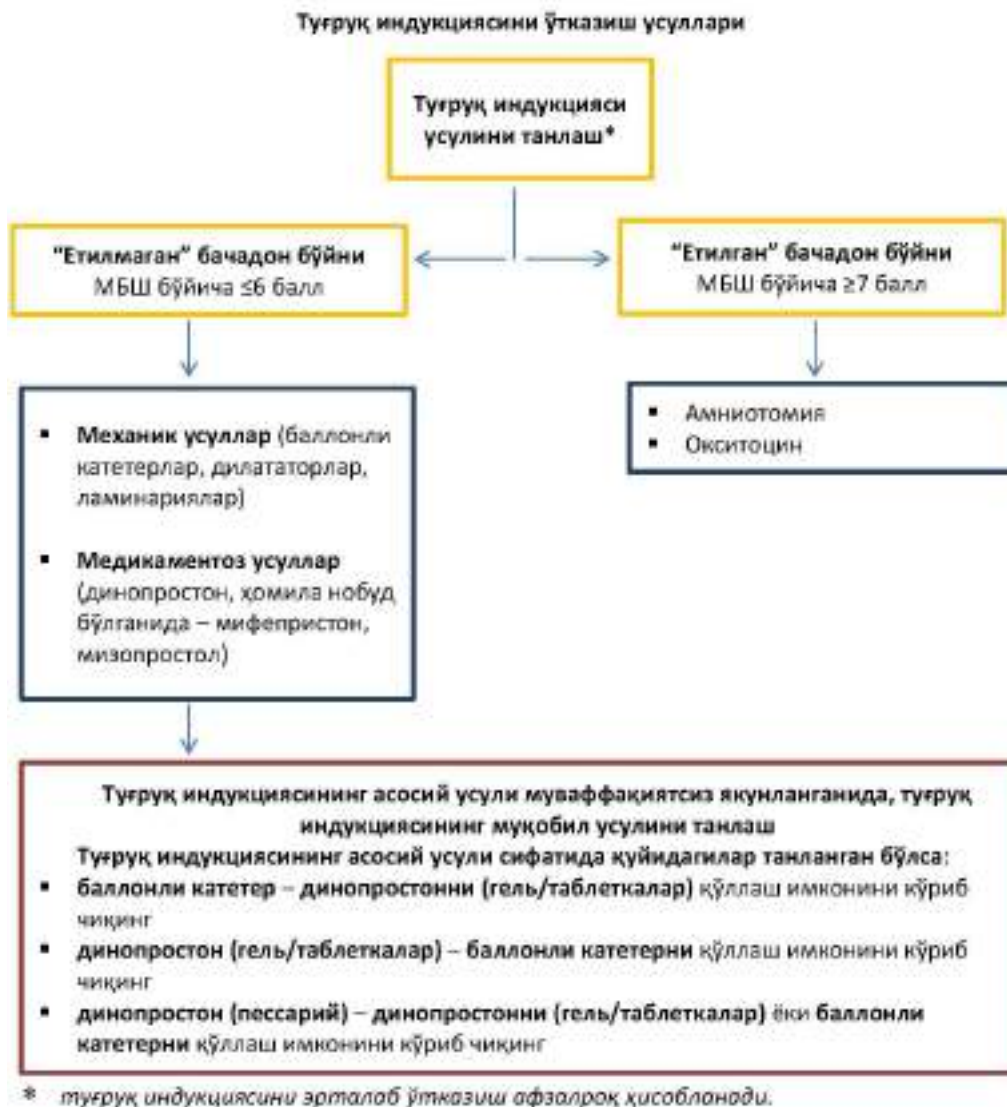 Туғруқ индукциясини ўтказиш усуллари
Туғруқ индукцияси
усулини танлаш*
“Етилмаган” бачадон бўйни
МБШ бўйича ≤6 балл
“Етилган” бачадон бўйни
МБШ бўйича ≥7 балл
▪ Механик усуллар (баллонли
катетерлар, дилататорлар,
ламинариялар)
▪ Медикаментоз усуллар
(динопростон, ҳомила нобуд
бўлганида – мифепристон,
мизопростол)
▪ Амниотомия
▪ Окситоцин
Туғруқ индукциясининг асосий усули муваффақиятсиз якунланганида, туғруқ
индукциясининг муқобил усулини танлаш
Туғруқ индукциясининг асосий усули сифатида қуйидагилар танланган бўлса:
▪ баллонли катетер – динопростонни (гель/таблеткалар) қўллаш имконини кўриб
чиқинг
▪ динопростон (гель/таблеткалар) – баллонли катетерни қўллаш имконини кўриб
чиқинг
▪ динопростон (пессарий) – динопростонни (гель/таблеткалар) ёки баллонли
катетерни қўллаш имконини кўриб чиқинг
* туғруқ индукциясини эрталаб ўтказиш афзалроқ ҳисобланади.